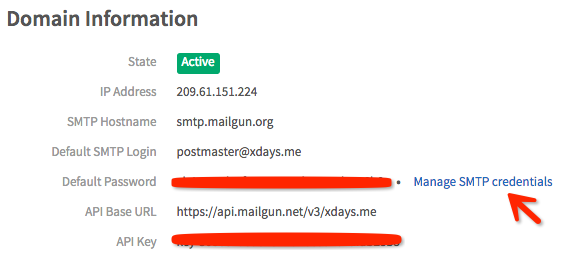 Domain Information
State Active
IP Address 209.61.151.224
SMTP Hostname smtp.mailgun.org
Default SMTP Login postmaster@xdays.me
Default Password • Manage SMTP credentials
API Base URL https://api.mailgun.net/v3/xdays.me
API Key